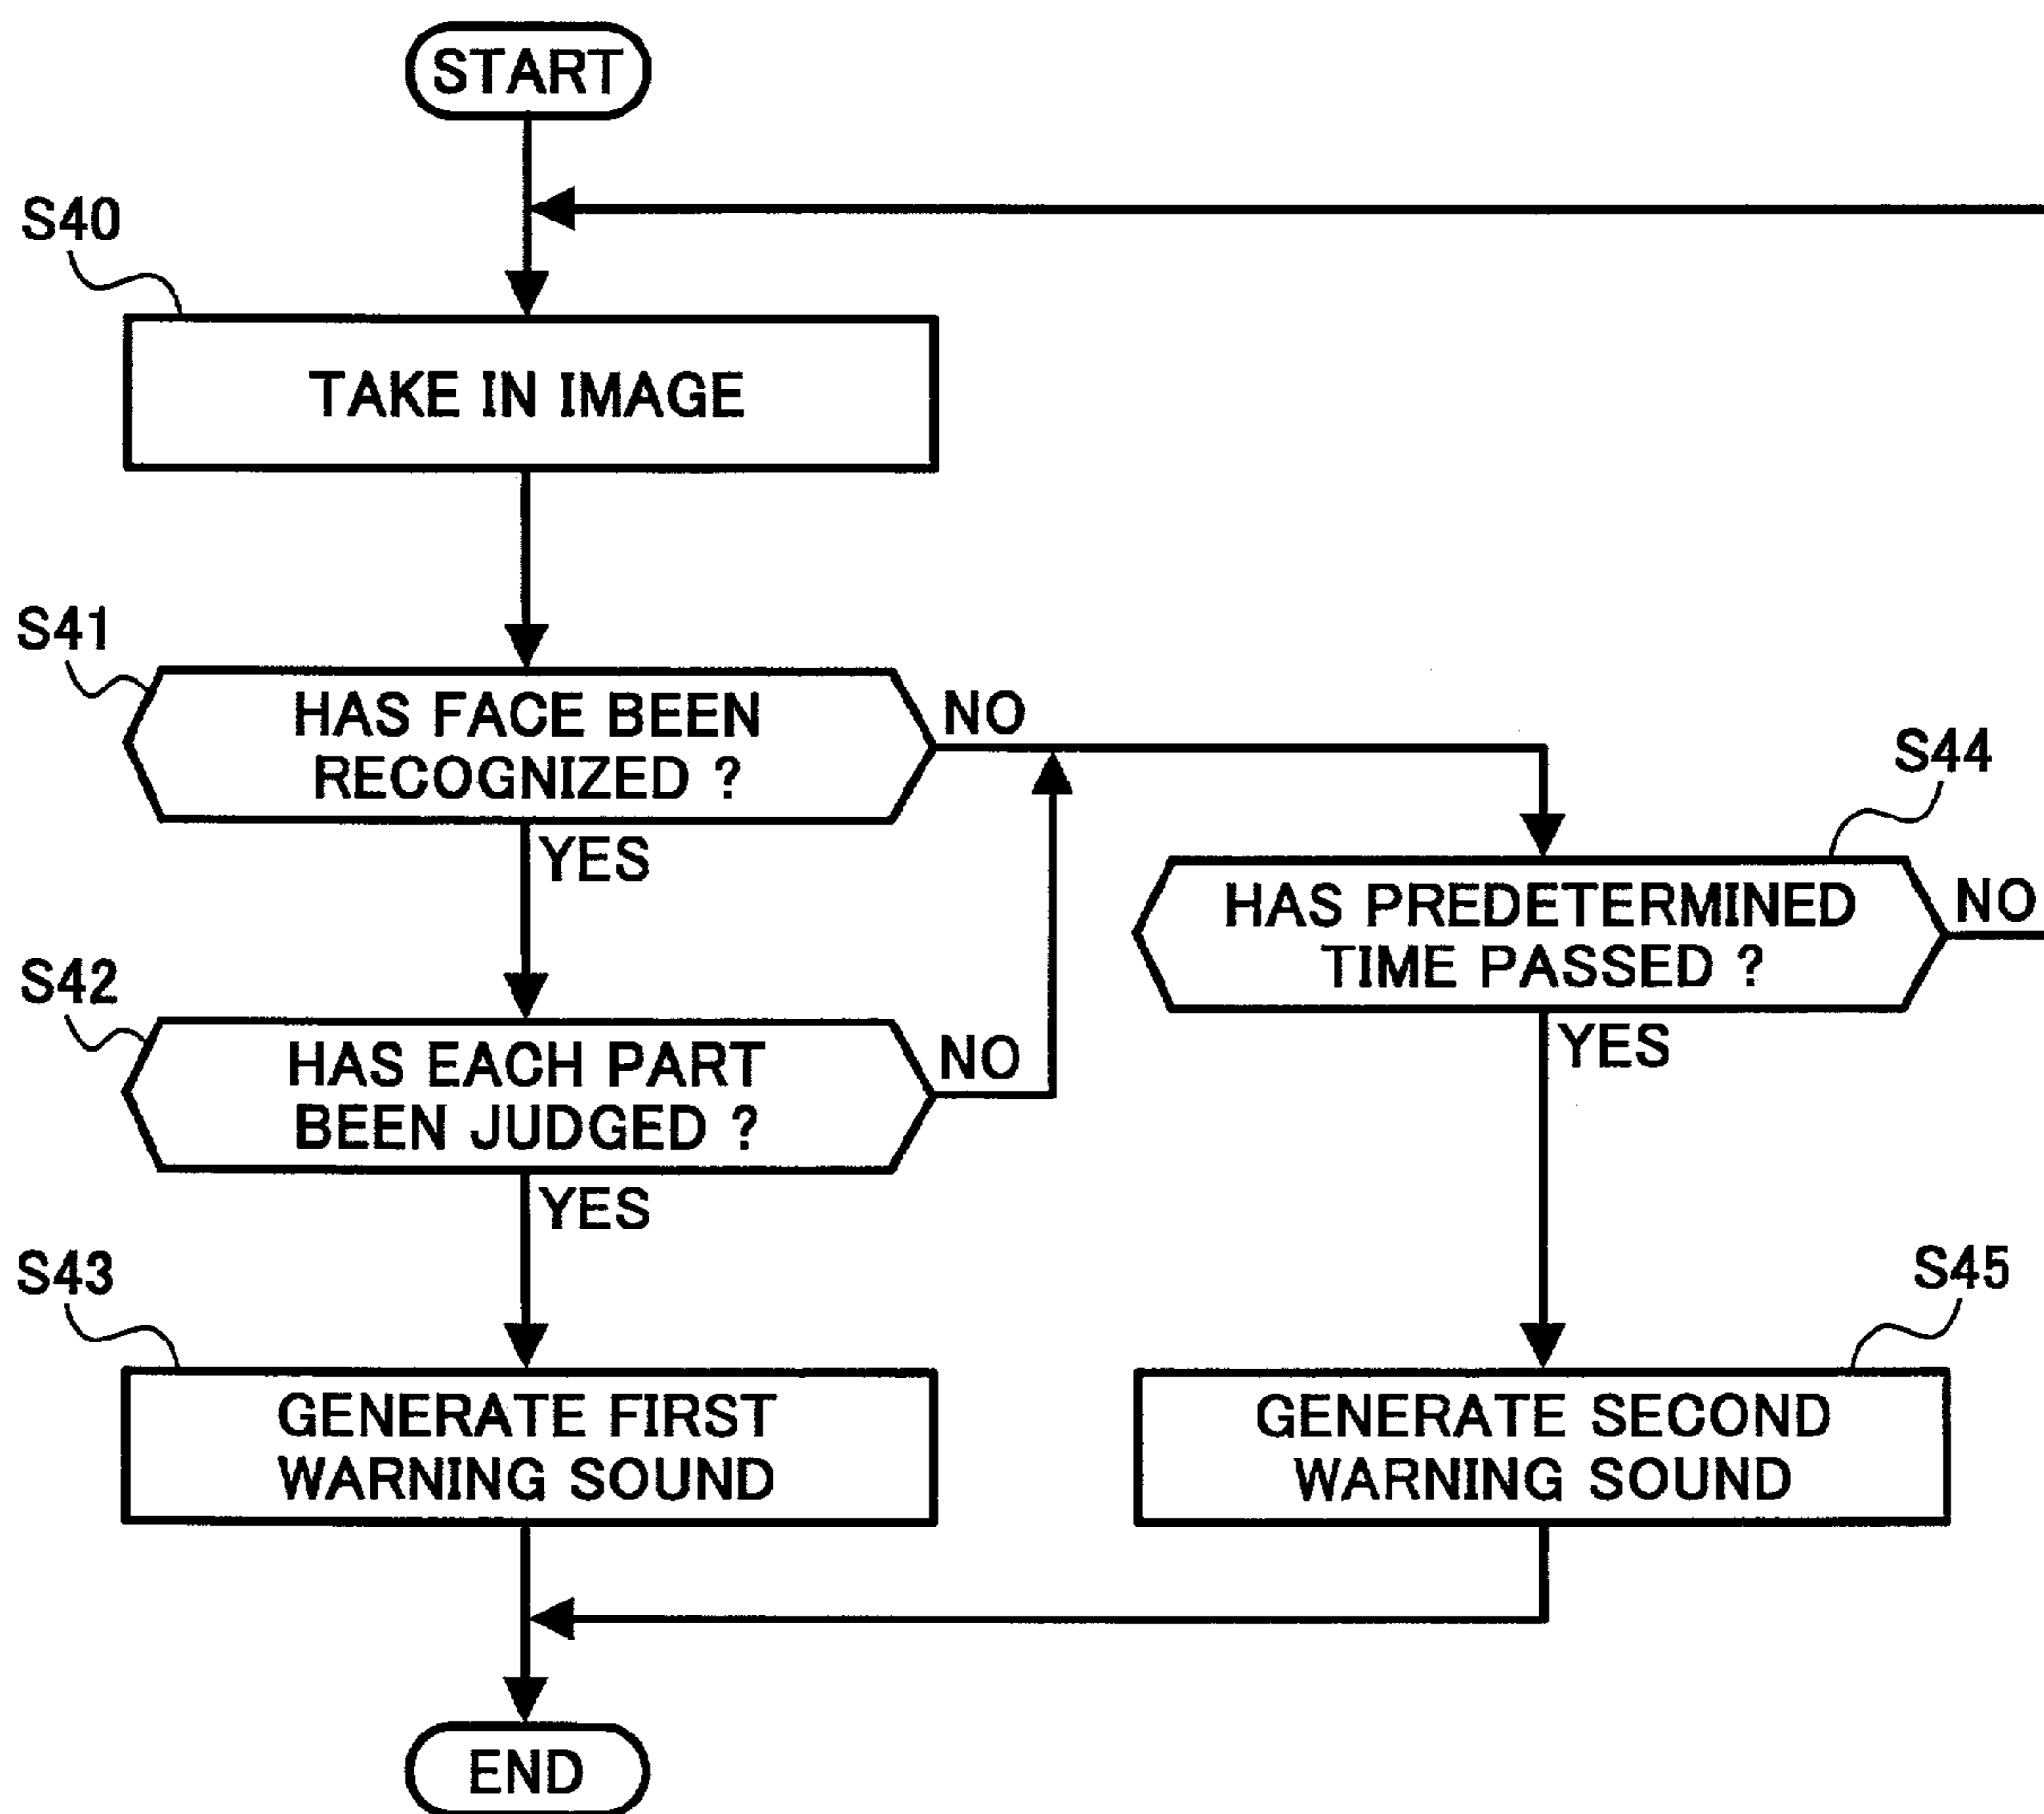 START
S40
TAKE IN IMAGE
S41
HAS FACE BEEN
RECOGNIZED ?
NO
YES
S44
HAS PREDETERMINED
TIME PASSED ?
NO
YES
S42
HAS EACH PART
BEEN JUDGED ?
NO
YES
S43
GENERATE FIRST
WARNING SOUND
S45
GENERATE SECOND
WARNING SOUND
END